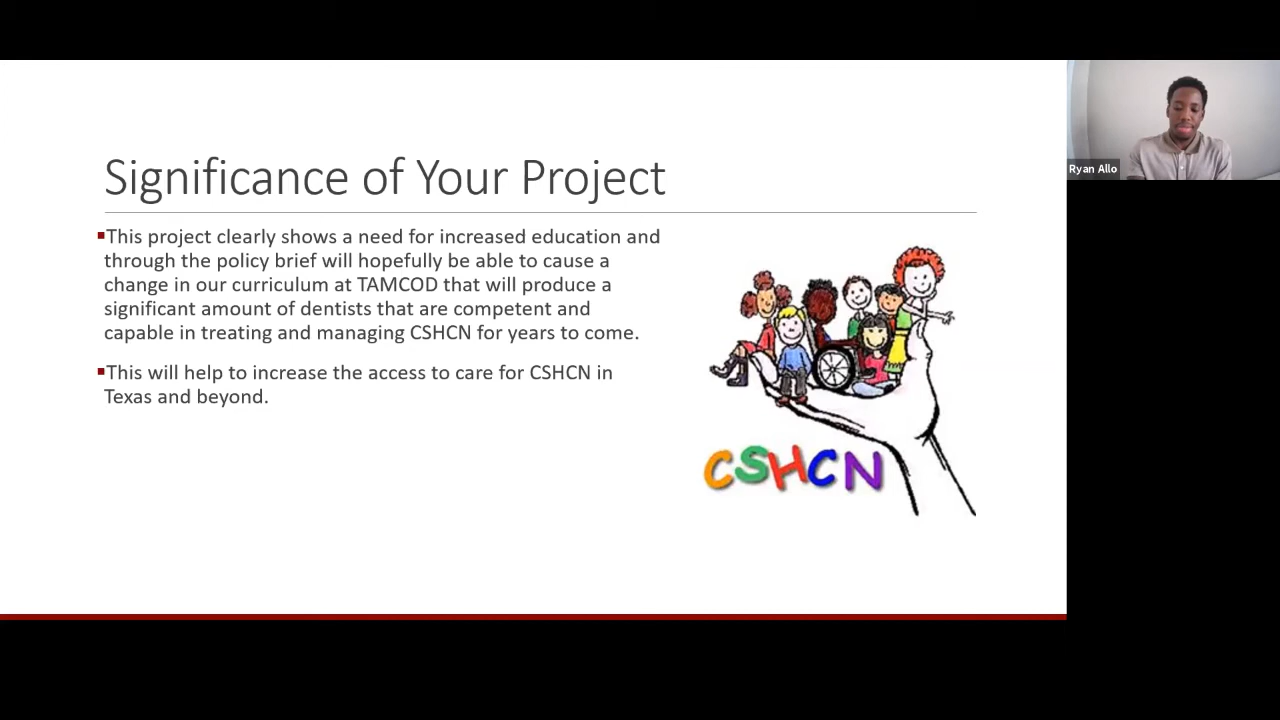 Significance of Your Project
▪This project clearly shows a need for increased education and
through the policy brief will hopefully be able to cause a
change in our curriculum at TAMCOD that will produce a
significant amount of dentists that are competent and
capable in treating and managing CSHCN for years to come.
▪This will help to increase the access to care for CSHCN in
Texas and beyond.
CSHCN
Ryan Allo